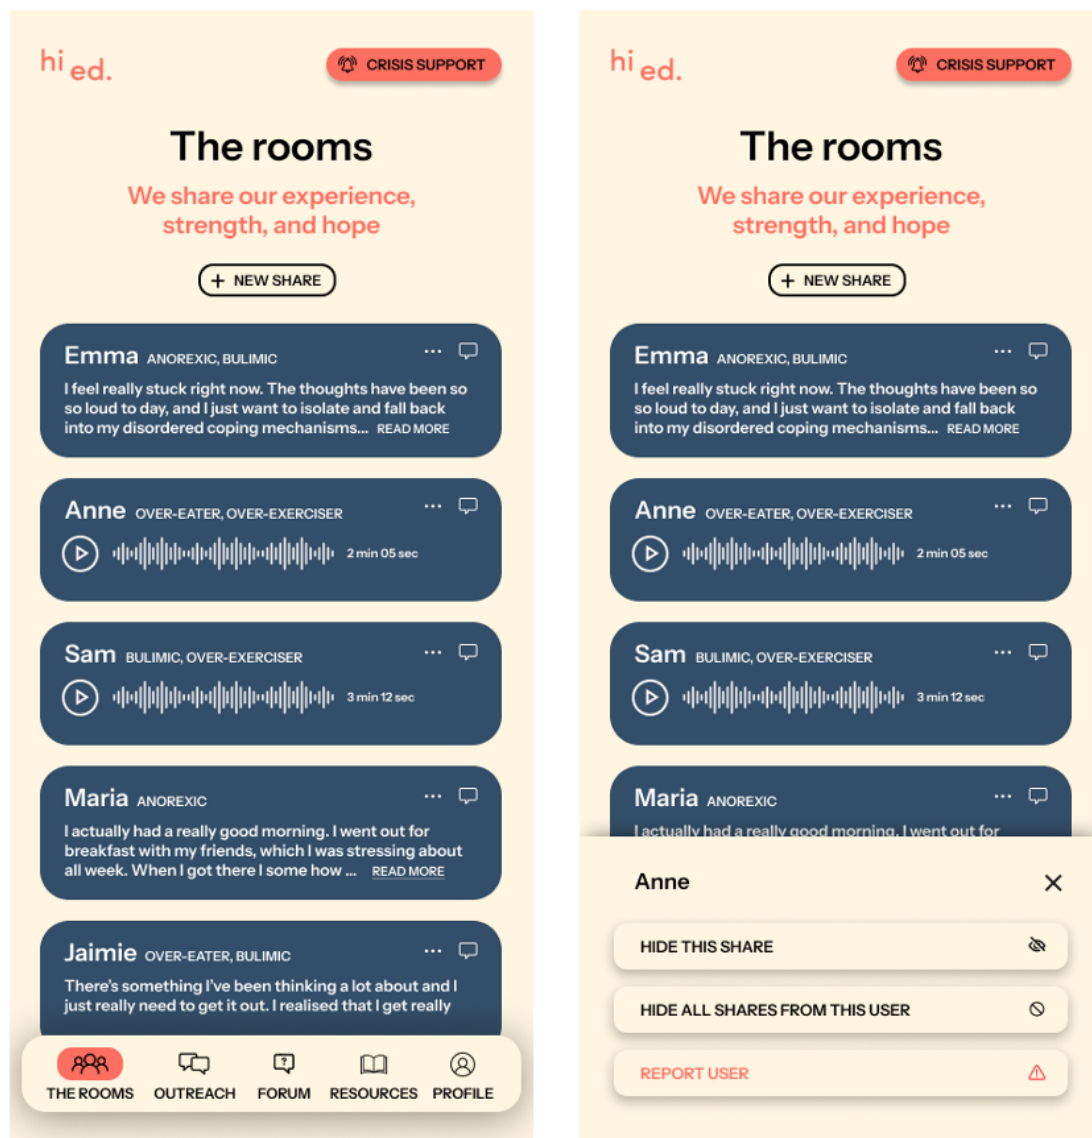 hi ed.
CRISIS SUPPORT
The rooms
We share our experience,
strength, and hope
+ NEW SHARE
Emma ANOREXIC, BULIMIC
I feel really stuck right now. The thoughts have been so
so loud to day, and I just want to isolate and fall back
into my disordered coping mechanisms... READ MORE
Anne OVER-EATER, OVER-EXERCISER
2 min 05 sec
Sam BULIMIC, OVER-EXERCISER
3 min 12 sec
Maria ANOREXIC
I actually had a really good morning. I went out for
breakfast with my friends, which I was stressing about
all week. When I got there I some how ... READ MORE
Jaimie OVER-EATER, BULIMIC
There's something I've been thinking a lot about and I
just really need to get it out. I realised that I get really
THE ROOMS OUTREACH FORUM RESOURCES PROFILE
hi ed.
CRISIS SUPPORT
The rooms
We share our experience,
strength, and hope
+ NEW SHARE
Emma ANOREXIC, BULIMIC
I feel really stuck right now. The thoughts have been so
so loud to day, and I just want to isolate and fall back
into my disordered coping mechanisms... READ MORE
Anne OVER-EATER, OVER-EXERCISER
2 min 05 sec
Sam BULIMIC, OVER-EXERCISER
3 min 12 sec
Maria ANOREXIC
I actually had a really good morning. I went out for
Anne
HIDE THIS SHARE
HIDE ALL SHARES FROM THIS USER
REPORT USER